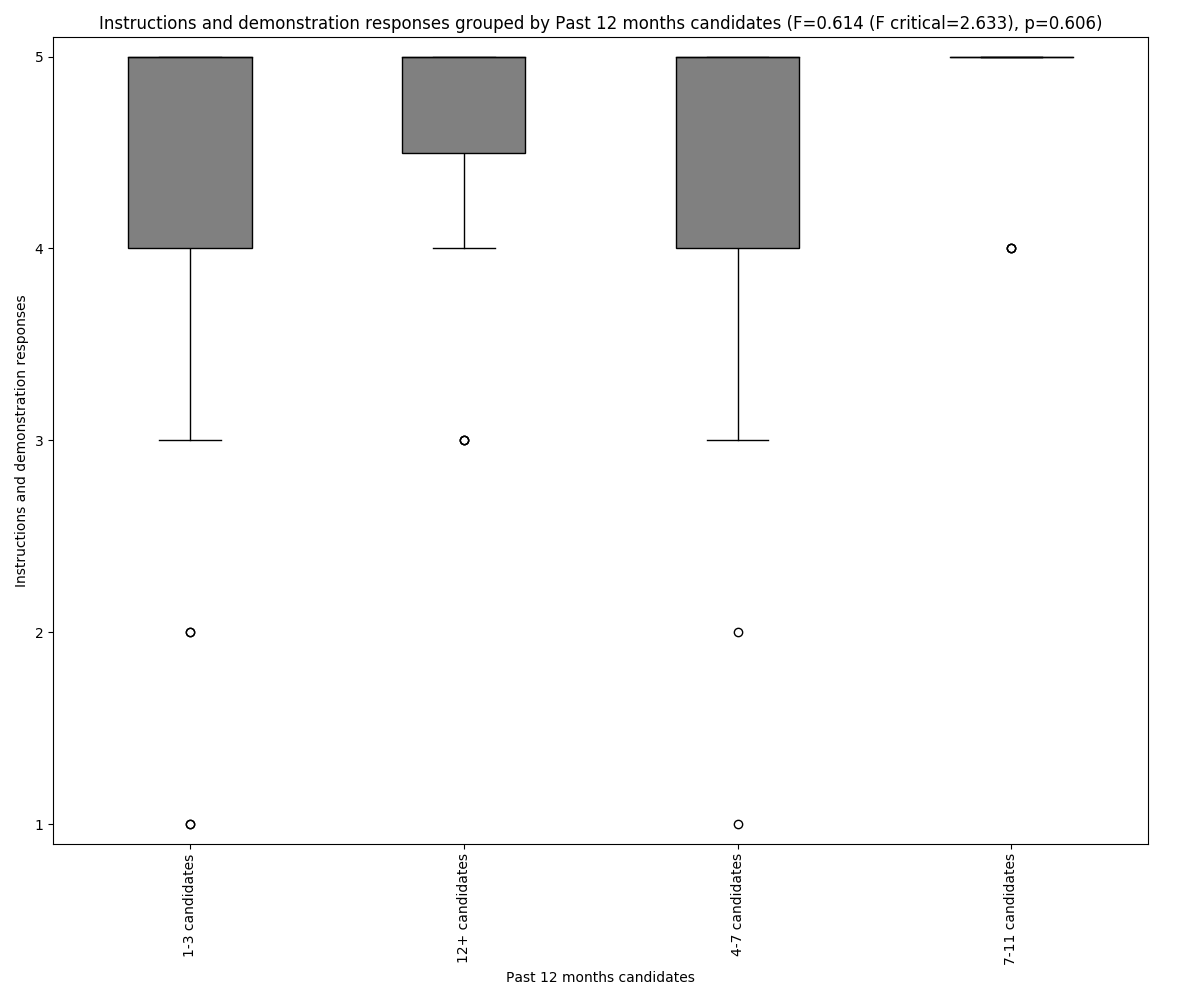 Instructions and demonstration responses grouped by Past 12 months candidates (F=0.614 (F critical=2.633), p=0.606)
Instructions and demonstration responses
5
4
3
2
1
1-3 candidates
12+ candidates
4-7 candidates
7-11 candidates
Past 12 months candidates